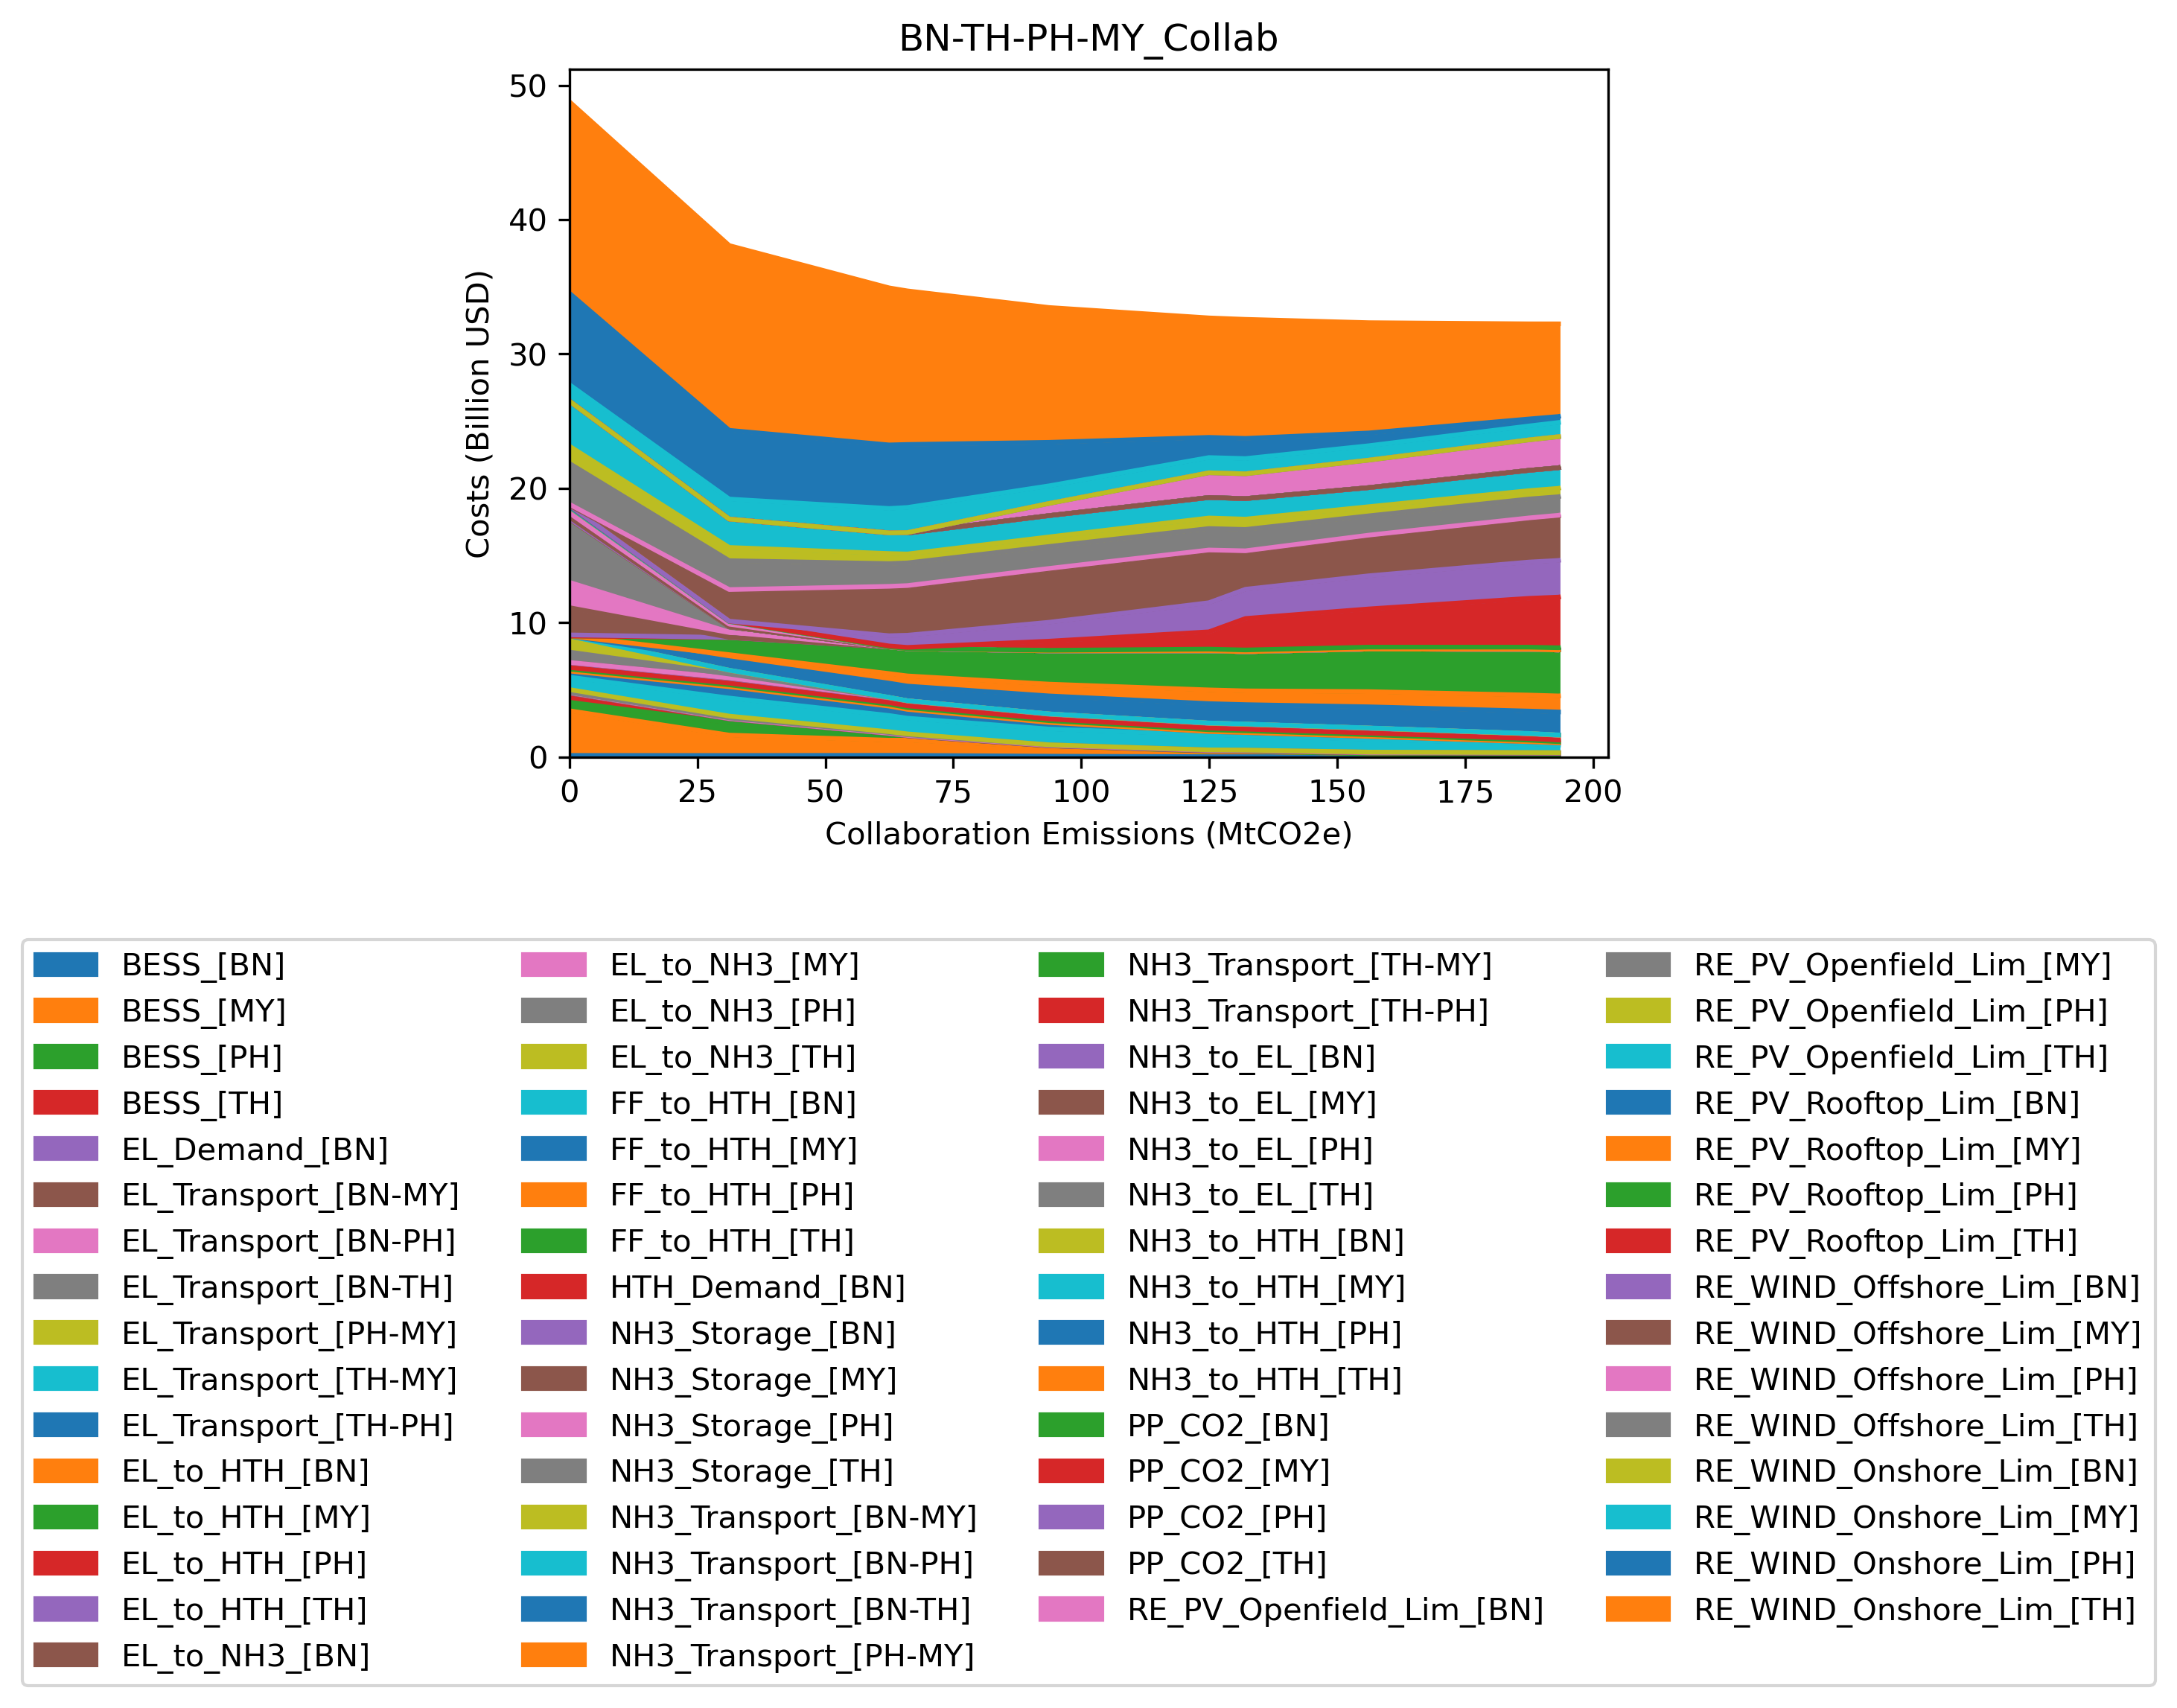 BN-TH-PH-MY_Collab
50
40
30
20
10
0
Costs (Billion USD)
0 25 50 75 100 125 150 175 200
Collaboration Emissions (MtCO2e)
BESS_[BN]
BESS_[MY]
BESS_[PH]
BESS_[TH]
EL_Demand_[BN]
EL_Transport_[BN-MY]
EL_Transport_[BN-PH]
EL_Transport_[BN-TH]
EL_Transport_[PH-MY]
EL_Transport_[TH-MY]
EL_Transport_[TH-PH]
EL_to_HTH_[BN]
EL_to_HTH_[MY]
EL_to_HTH_[PH]
EL_to_HTH_[TH]
EL_to_NH3_[BN]
EL_to_NH3_[MY]
EL_to_NH3_[PH]
EL_to_NH3_[TH]
FF_to_HTH_[BN]
FF_to_HTH_[MY]
FF_to_HTH_[PH]
FF_to_HTH_[TH]
HTH_Demand_[BN]
NH3_Storage_[BN]
NH3_Storage_[MY]
NH3_Storage_[PH]
NH3_Storage_[TH]
NH3_Transport_[BN-MY]
NH3_Transport_[BN-PH]
NH3_Transport_[BN-TH]
NH3_Transport_[PH-MY]
NH3_Transport_[TH-MY]
NH3_Transport_[TH-PH]
NH3_to_EL_[BN]
NH3_to_EL_[MY]
NH3_to_EL_[PH]
NH3_to_EL_[TH]
NH3_to_HTH_[BN]
NH3_to_HTH_[MY]
NH3_to_HTH_[PH]
NH3_to_HTH_[TH]
PP_CO2_[BN]
PP_CO2_[MY]
PP_CO2_[PH]
PP_CO2_[TH]
RE_PV_Openfield_Lim_[BN]
RE_PV_Openfield_Lim_[MY]
RE_PV_Openfield_Lim_[PH]
RE_PV_Openfield_Lim_[TH]
RE_PV_Rooftop_Lim_[BN]
RE_PV_Rooftop_Lim_[MY]
RE_PV_Rooftop_Lim_[PH]
RE_PV_Rooftop_Lim_[TH]
RE_WIND_Offshore_Lim_[BN]
RE_WIND_Offshore_Lim_[MY]
RE_WIND_Offshore_Lim_[PH]
RE_WIND_Offshore_Lim_[TH]
RE_WIND_Onshore_Lim_[BN]
RE_WIND_Onshore_Lim_[MY]
RE_WIND_Onshore_Lim_[PH]
RE_WIND_Onshore_Lim_[TH]